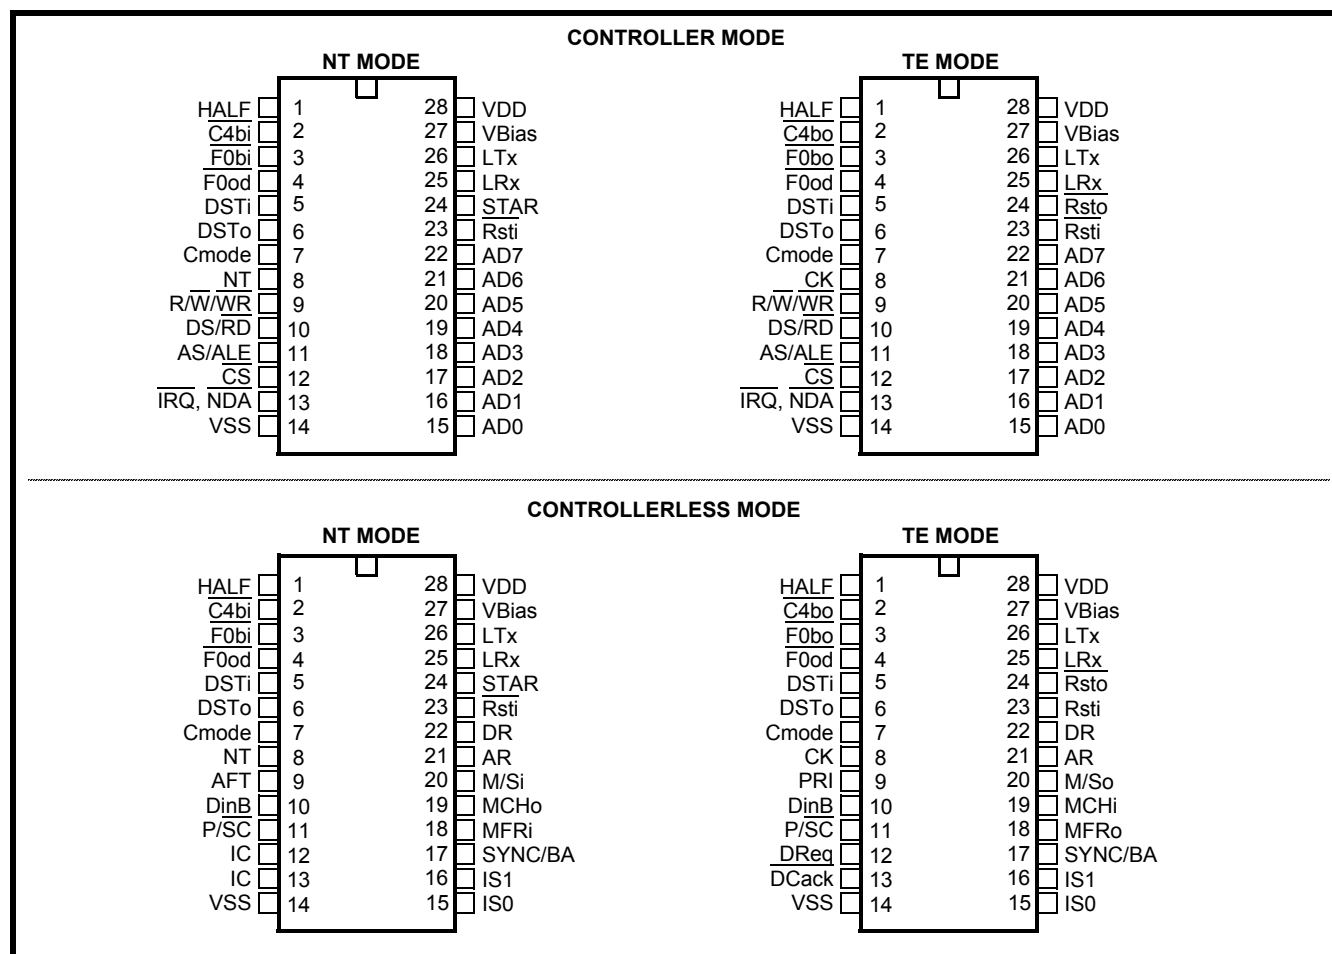 CONTROLLER MODE
NT MODE
HALF 1 28 VDD
C4bi 2 27 VBias
F0bi 3 26 LTx
F0od 4 25 LRx
DSTi 5 24 STAR
DSTo 6 23 Rsti
Cmode 7 22 AD7
NT 8 21 AD6
R/W/WR 9 20 AD5
DS/RD 10 19 AD4
AS/ALE 11 18 AD3
CS 12 17 AD2
IRQ, NDA 13 16 AD1
VSS 14 15 AD0
TE MODE
HALF 1 28 VDD
C4bo 2 27 VBias
F0bo 3 26 LTx
F0od 4 25 LRx
DSTi 5 24 Rsto
DSTo 6 23 Rsti
Cmode 7 22 AD7
CK 8 21 AD6
R/W/WR 9 20 AD5
DS/RD 10 19 AD4
AS/ALE 11 18 AD3
CS 12 17 AD2
IRQ, NDA 13 16 AD1
VSS 14 15 AD0
CONTROLLERLESS MODE
NT MODE
HALF 1 28 VDD
C4bi 2 27 VBias
F0bi 3 26 LTx
F0od 4 25 LRx
DSTi 5 24 STAR
DSTo 6 23 Rsti
Cmode 7 22 DR
NT 8 21 AR
AFT 9 20 M/Si
DinB 10 19 MCHo
P/SC 11 18 MFRi
IC 12 17 SYNC/BA
IC 13 16 IS1
VSS 14 15 IS0
TE MODE
HALF 1 28 VDD
C4bo 2 27 VBias
F0bo 3 26 LTx
F0od 4 25 LRx
DSTi 5 24 Rsto
DSTo 6 23 Rsti
Cmode 7 22 DR
CK 8 21 AR
PRI 9 20 M/So
DinB 10 19 MCHi
P/SC 11 18 MFRo
DReq 12 17 SYNC/BA
DCack 13 16 IS1
VSS 14 15 IS0